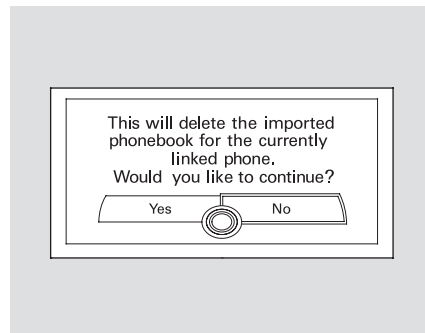 This will delete the imported
phonebook for the currently
linked phone.
Would you like to continue?
Yes No